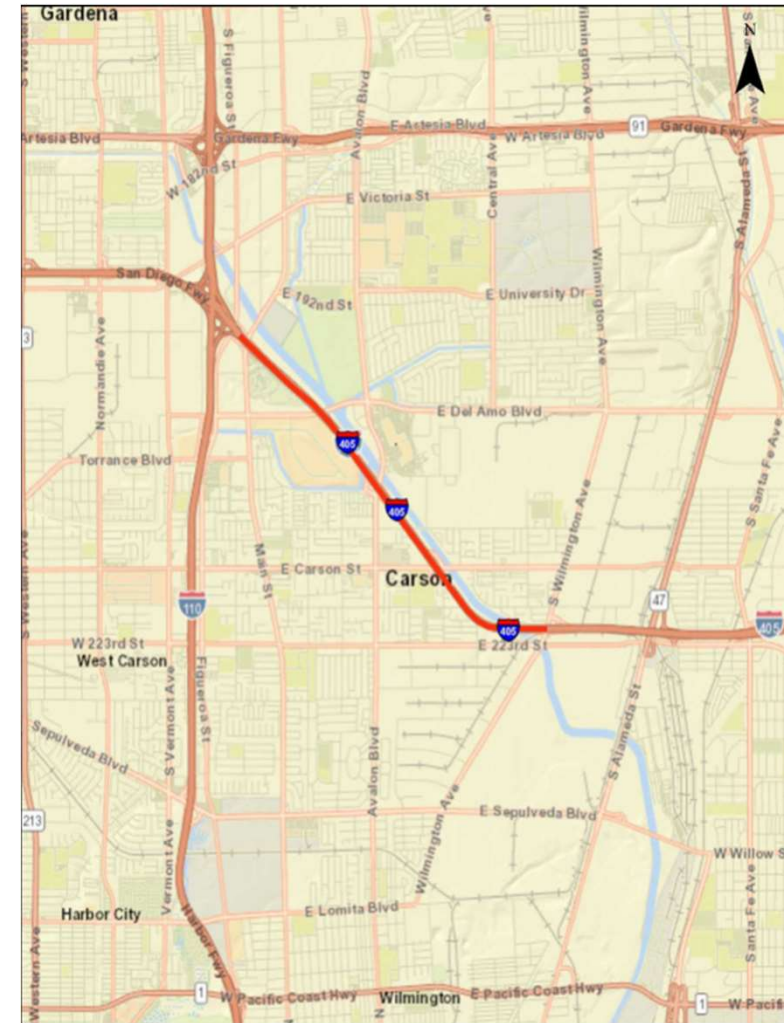 Gardena
S Western
S Figueroa St
Avalon Blvd
Wilmington Ave
N
Artesia Blvd
Gardena Fwy
E Artesia Blvd
W Artesia Blvd
91
Gardena Fwy
W 182nd St
Central Ave
S Alameda St
E Victoria St
San Diego Fwy
E 192nd St
E University Dr
Wilmington Ave
3
Normandie Ave
E Del Amo Blvd
405
Torrance Blvd
S Santa Fe Ave
405
S Wilmington Ave
S Western Ave
Main St
E Carson St
Carson
110
47
405
405
W 223rd St
E 223rd St
West Carson
S Vermont Ave
Figueroa St
S Alameda St
Sepulveda Blvd
Avalon Blvd
213
Wilmington Ave
E Sepulveda Blvd
W Willow S
Vermont Ave
Santa Fe Ave
Harbor City
E Lomita Blvd
Harbor Fwy
Western Ave
1
W Pacific Coast Hwy
Wilmington
E Pacific Coast Hwy
1
W Pacifi
N